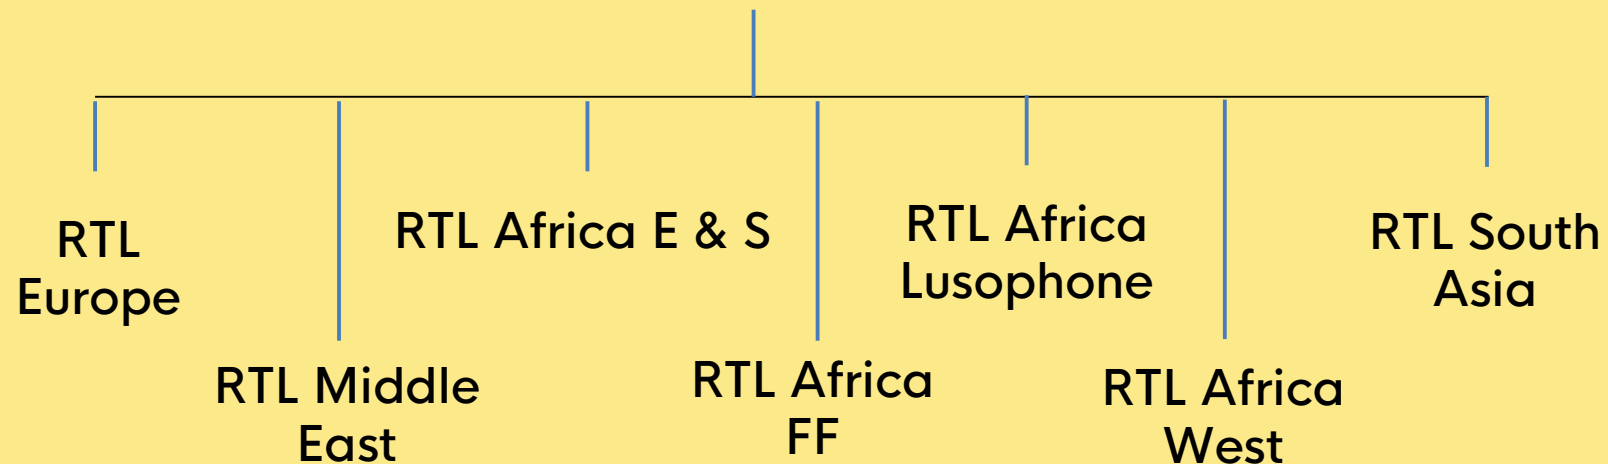 RTL
Europe
RTL Middle
East
RTL Africa E & S
RTL Africa
FF
RTL Africa
Lusophone
RTL Africa
West
RTL South
Asia